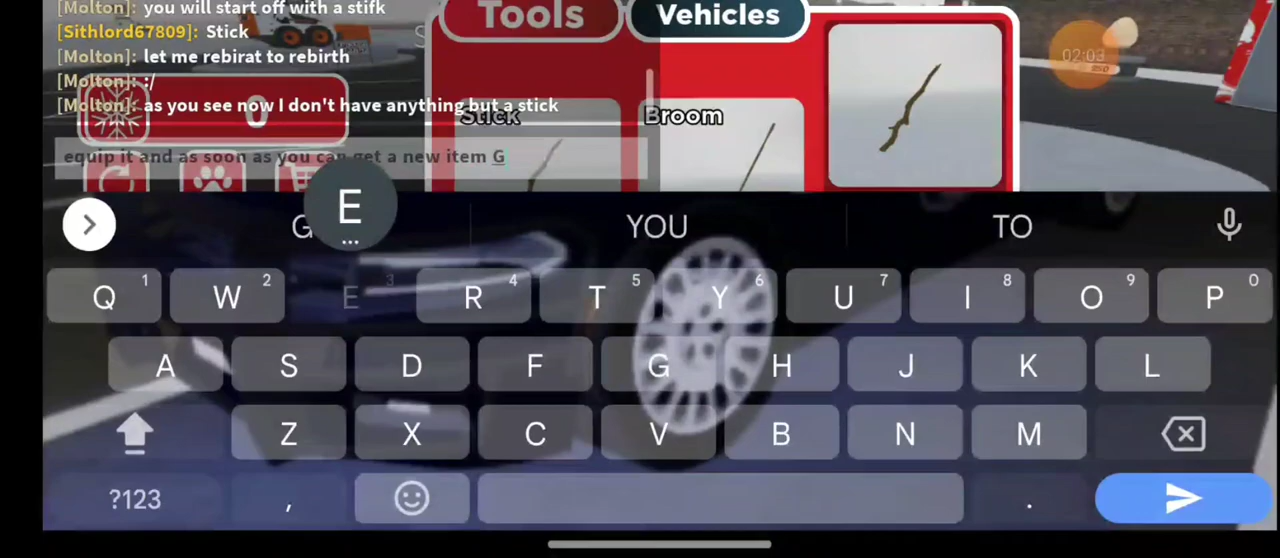 [Molton]: you will start off with a stifk
[Sithlord67809]: Stick
[Molton]: let me rebirat to rebirth
[Molton]: :/
[Molton]: as you see now I don't have anything but a stick
equip it and as soon as you can get a new item G
Tools
Vehicles
Stick
Broom
02:03
E
...
YOU
TO
Q 1 W 2 E 3 R 4 T 5 Y 6 U 7 I 8 O 9 P 0
A S D F G H J K L
Z X C V B N M
?123 , .